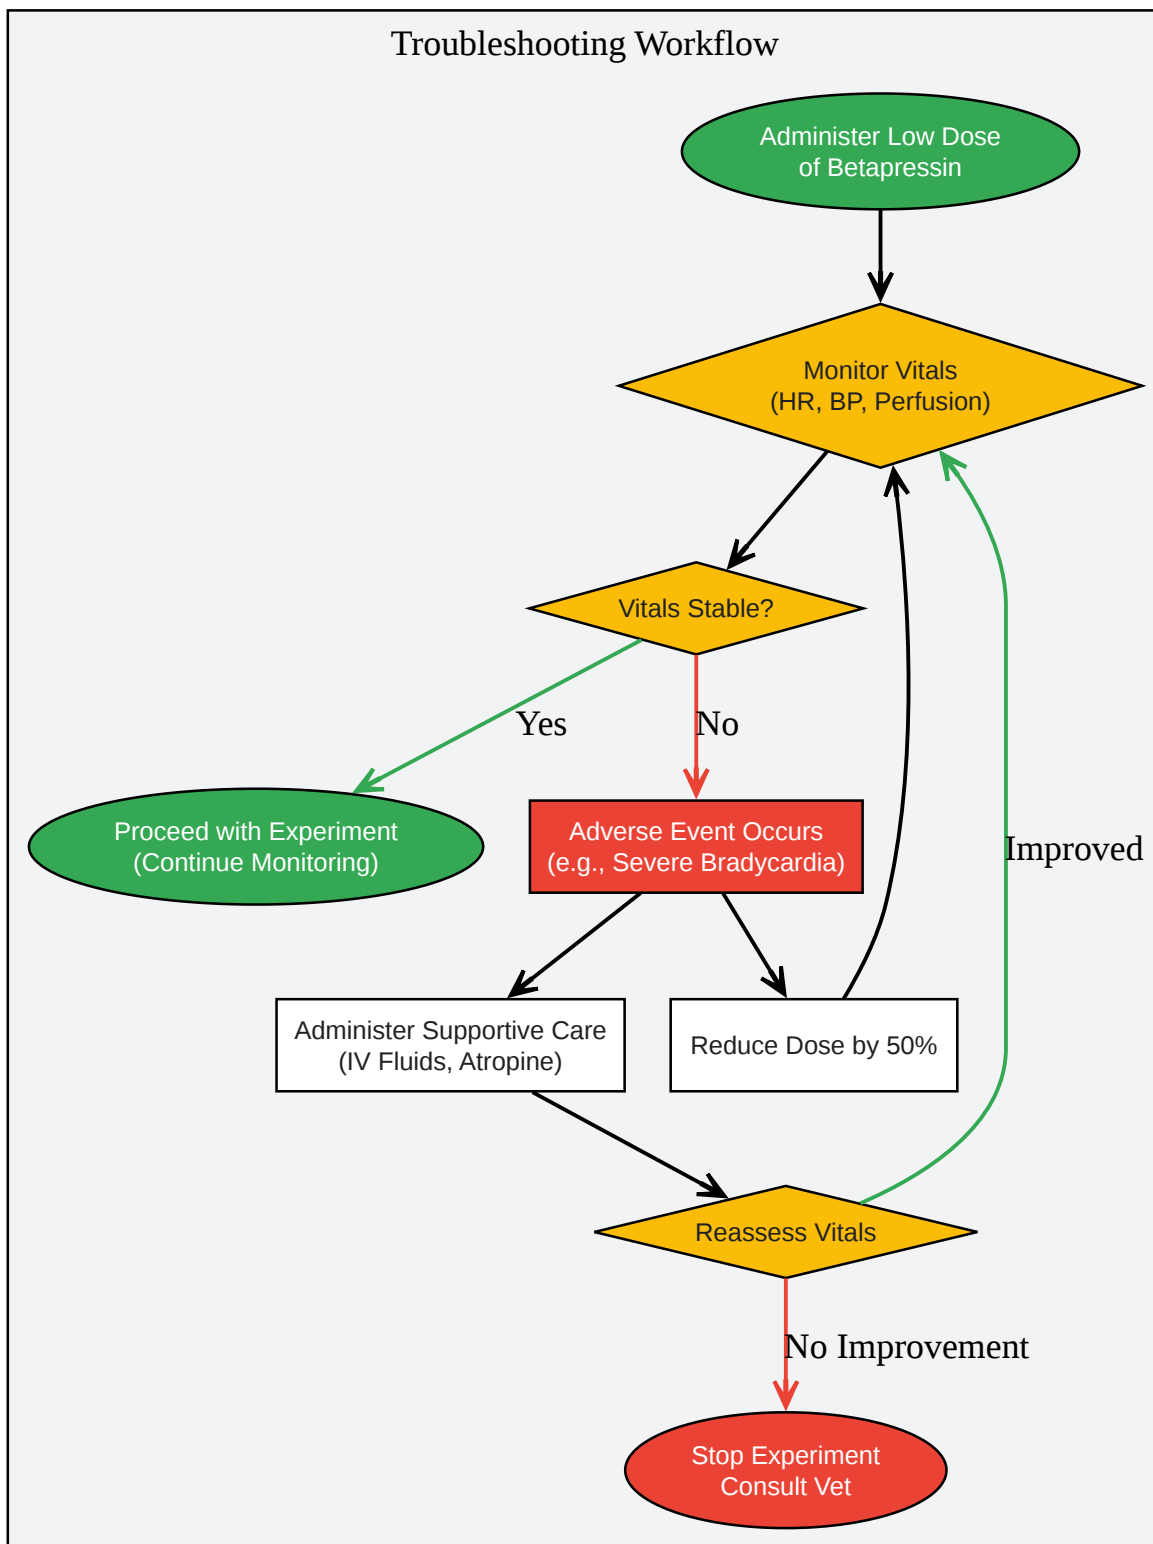 Troubleshooting Workflow
Administer Low Dose
of Betapressin
Monitor Vitals
(HR, BP, Perfusion)
Vitals Stable?
Yes
No
Proceed with Experiment
(Continue Monitoring)
Adverse Event Occurs
(e.g., Severe Bradycardia)
Improved
Administer Supportive Care
(IV Fluids, Atropine)
Reduce Dose by 50%
Reassess Vitals
No Improvement
Stop Experiment
Consult Vet